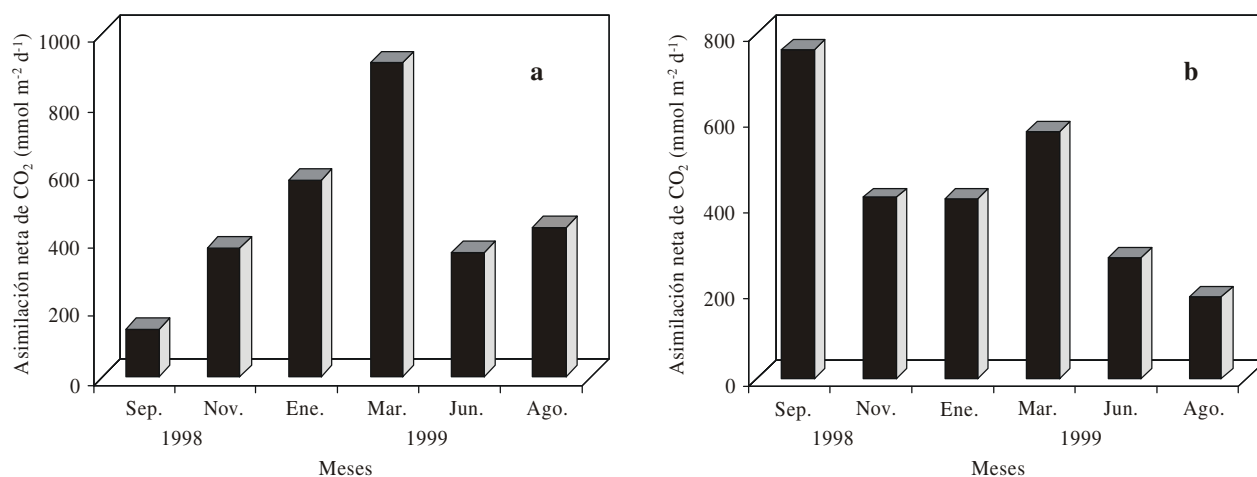 Asimilación neta de CO₂ (mmol m⁻² d⁻¹)
1000
800
600
400
200
0
a
Sep. Nov. Ene. Mar. Jun. Ago.
1998 1999
Meses
Asimilación neta de CO₂ (mmol m⁻² d⁻¹)
800
600
400
200
0
b
Sep. Nov. Ene. Mar. Jun. Ago.
1998 1999
Meses